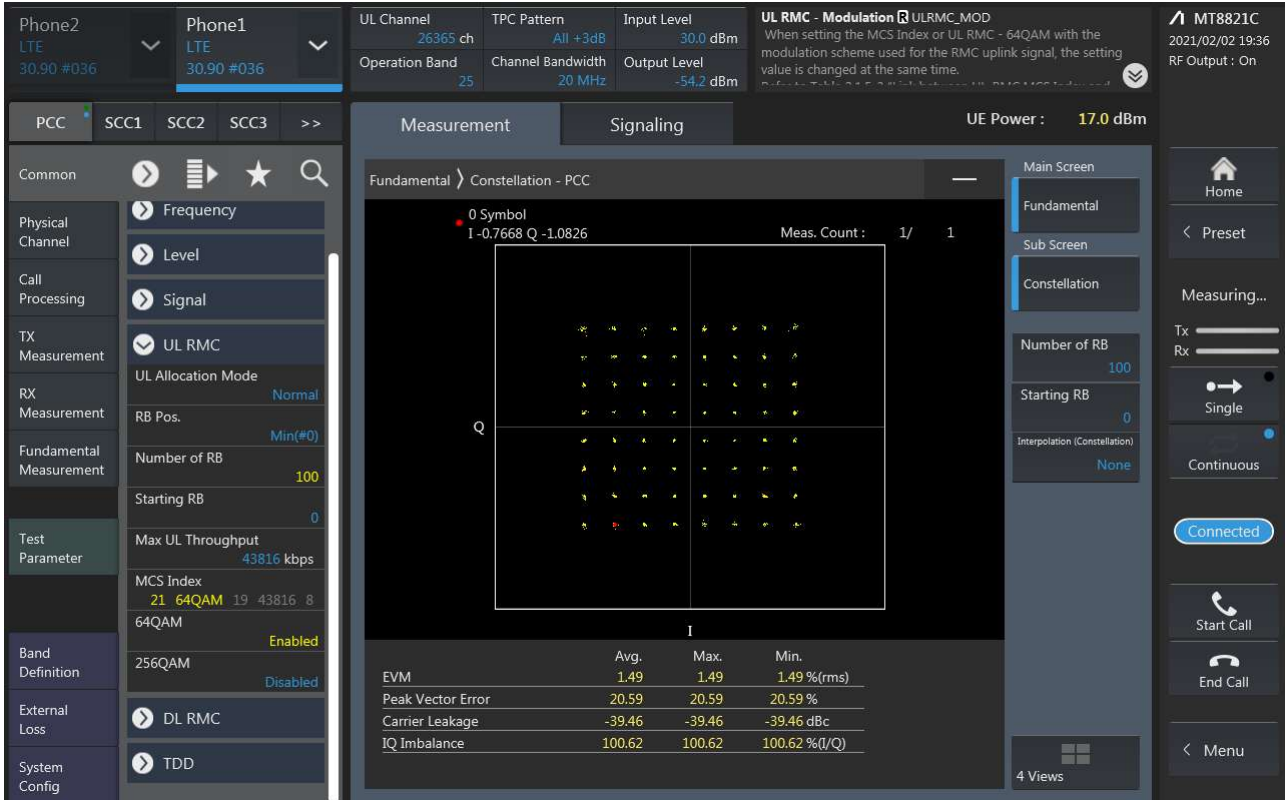 Phone2
LTE
30.90 #036
Phone1
LTE
30.90 #036
UL Channel
26365 ch
TPC Pattern
All +3dB
Input Level
30.0 dBm
Operation Band
25
Channel Bandwidth
20 MHz
Output Level
-54.2 dBm
UL RMC - Modulation R ULRMC_MOD
When setting the MCS Index or UL RMC - 64QAM with the
modulation scheme used for the RMC uplink signal, the setting
value is changed at the same time.
MT8821C
2021/02/02 19:36
RF Output : On
PCC SCC1 SCC2 SCC3 >>
Measurement
Signaling
UE Power : 17.0 dBm
Common
Physical
Channel
Call
Processing
TX
Measurement
RX
Measurement
Fundamental
Measurement
Test
Parameter
Band
Definition
External
Loss
System
Config
Frequency
Level
Signal
UL RMC
UL Allocation Mode
Normal
RB Pos.
Min(#0)
Number of RB
100
Starting RB
0
Max UL Throughput
43816 kbps
MCS Index
21 64QAM 19 43816 8
64QAM
Enabled
256QAM
Disabled
DL RMC
TDD
Fundamental 〉 Constellation - PCC
0 Symbol
I -0.7668 Q -1.0826
Meas. Count : 1/ 1
Q
I
Avg. Max. Min.
EVM 1.49 1.49 1.49 %(rms)
Peak Vector Error 20.59 20.59 20.59 %
Carrier Leakage -39.46 -39.46 -39.46 dBc
IQ Imbalance 100.62 100.62 100.62 %(I/Q)
Main Screen
Fundamental
Sub Screen
Constellation
Number of RB
100
Starting RB
0
Interpolation (Constellation)
None
4 Views
Home
< Preset
Measuring...
Tx
Rx
Single
Continuous
Connected
Start Call
End Call
< Menu